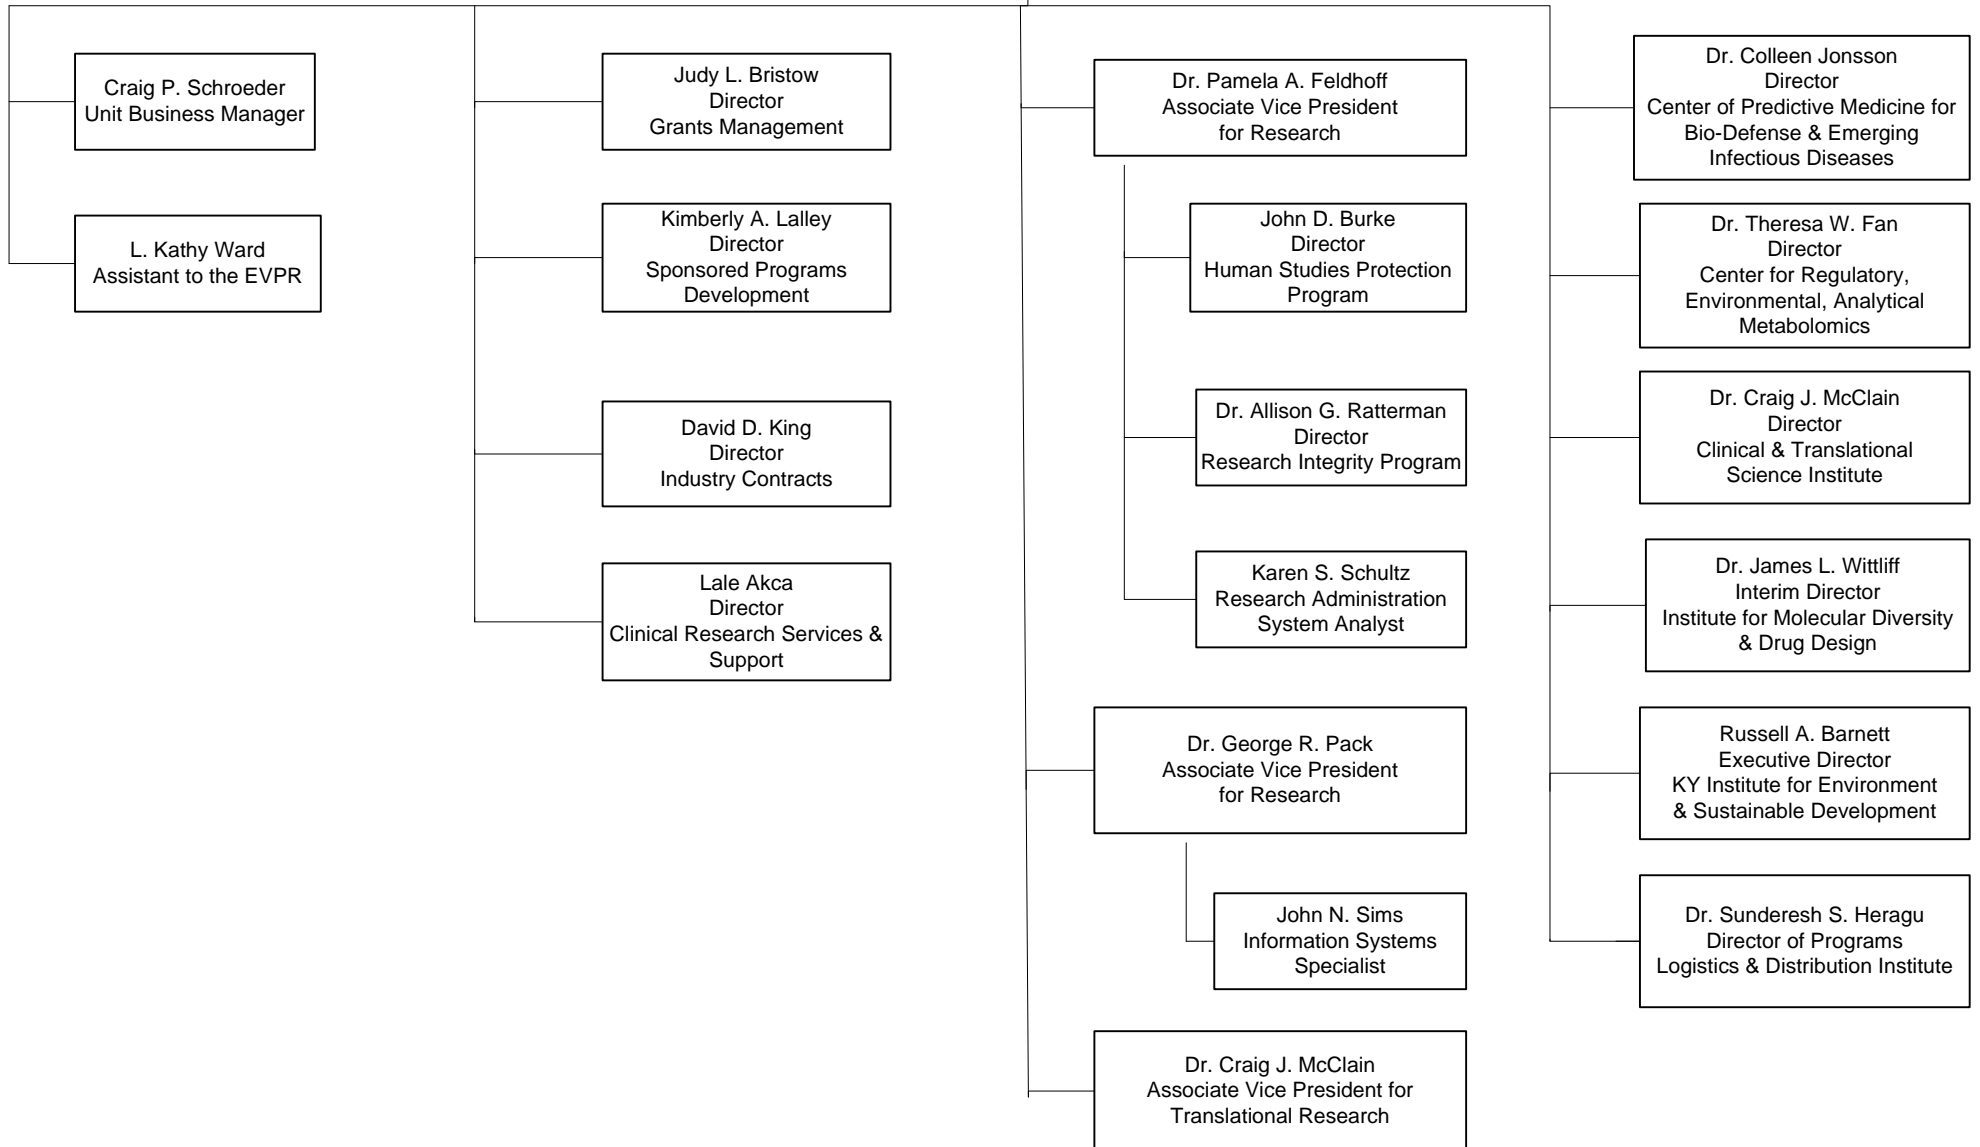 Craig P. Schroeder
Unit Business Manager
L. Kathy Ward
Assistant to the EVPR
Judy L. Bristow
Director
Grants Management
Kimberly A. Lalley
Director
Sponsored Programs
Development
David D. King
Director
Industry Contracts
Lale Akca
Director
Clinical Research Services &
Support
Dr. Pamela A. Feldhoff
Associate Vice President
for Research
John D. Burke
Director
Human Studies Protection
Program
Dr. Allison G. Ratterman
Director
Research Integrity Program
Karen S. Schultz
Research Administration
System Analyst
Dr. George R. Pack
Associate Vice President
for Research
John N. Sims
Information Systems
Specialist
Dr. Craig J. McClain
Associate Vice President for
Translational Research
Dr. Colleen Jonsson
Director
Center of Predictive Medicine for
Bio-Defense & Emerging
Infectious Diseases
Dr. Theresa W. Fan
Director
Center for Regulatory,
Environmental, Analytical
Metabolomics
Dr. Craig J. McClain
Director
Clinical & Translational
Science Institute
Dr. James L. Wittliff
Interim Director
Institute for Molecular Diversity
& Drug Design
Russell A. Barnett
Executive Director
KY Institute for Environment
& Sustainable Development
Dr. Sunderesh S. Heragu
Director of Programs
Logistics & Distribution Institute